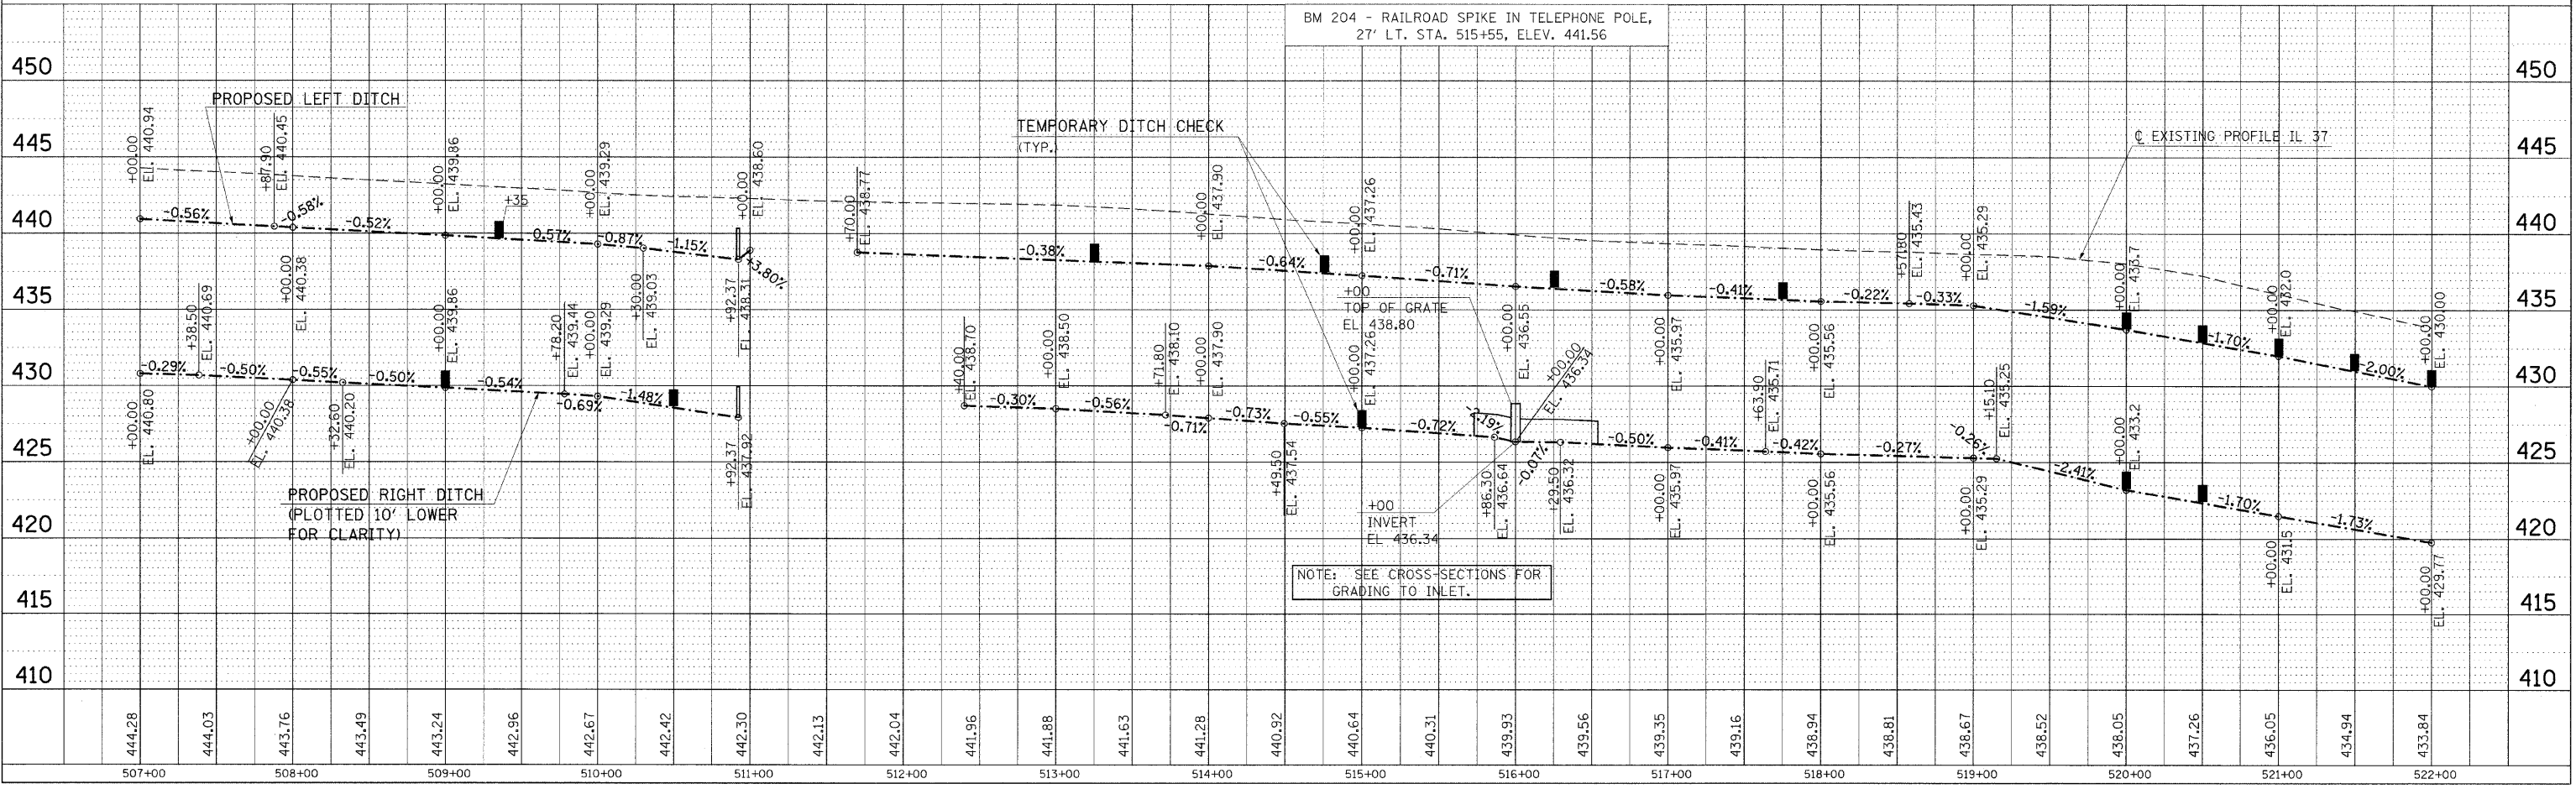 BM 204 - RAILROAD SPIKE IN TELEPHONE POLE,
27' LT. STA. 515+55, ELEV. 441.56
450
445
440
435
430
425
420
415
410
450
445
440
435
430
425
420
415
410
PROPOSED LEFT DITCH
TEMPORARY DITCH CHECK
(TYP.)
℄ EXISTING PROFILE IL 37
+00.00
EL. 440.94
+87.90
EL. 440.45
+00.00
EL. 440.38
+00.00
EL. 439.86
+35
+00.00
EL. 439.29
+30.00
EL. 439.03
+92.37
EL. 438.31
+00.00
EL. 438.60
+70.00
EL. 438.77
+00.00
EL. 437.90
+00.00
EL. 437.26
+00.00
EL. 436.55
+00.00
EL. 435.97
+00.00
EL. 435.56
+57.80
EL. 435.43
+00.00
EL. 435.29
+00.00
EL. 433.7
+00.00
EL. 432.0
+00.00
EL. 430.00
-0.56%
-0.58%
-0.52%
-0.57%
-0.87%
-1.15%
+3.80%
-0.38%
-0.64%
-0.71%
-0.58%
-0.41%
-0.22%
-0.33%
-1.59%
-1.70%
-2.00%
+00.00
EL. 440.80
+38.50
EL. 440.69
+00.00
EL. 440.38
+32.60
EL. 440.20
+00.00
EL. 439.86
+78.20
EL. 439.44
+00.00
EL. 439.29
+92.37
EL. 437.92
+40.00
EL. 438.70
+00.00
EL. 438.50
+71.80
EL. 438.10
+00.00
EL. 437.90
+49.50
EL. 437.54
+00.00
EL. 437.26
+86.30
EL. 436.64
+00.00
EL. 436.34
+29.50
EL. 436.32
+00.00
EL. 435.97
+63.90
EL. 435.71
+00.00
EL. 435.56
+00.00
EL. 435.29
+15.10
EL. 435.25
+00.00
EL. 433.2
+00.00
EL. 431.5
+00.00
EL. 429.77
-0.29%
-0.50%
-0.55%
-0.50%
-0.54%
-0.69%
-1.48%
-0.30%
-0.56%
-0.71%
-0.73%
-0.55%
-0.72%
-2.19%
-0.07%
-0.50%
-0.41%
-0.42%
-0.27%
-0.26%
-2.41%
-1.70%
-1.73%
+00
TOP OF GRATE
EL 438.80
+00
INVERT
EL 436.34
PROPOSED RIGHT DITCH
(PLOTTED 10' LOWER
FOR CLARITY)
NOTE: SEE CROSS-SECTIONS FOR
GRADING TO INLET.
444.28
444.03
443.76
443.49
443.24
442.96
442.67
442.42
442.30
442.13
442.04
441.96
441.88
441.63
441.28
440.92
440.64
440.31
439.93
439.56
439.35
439.16
438.94
438.81
438.67
438.52
438.05
437.26
436.05
434.94
433.84
507+00
508+00
509+00
510+00
511+00
512+00
513+00
514+00
515+00
516+00
517+00
518+00
519+00
520+00
521+00
522+00